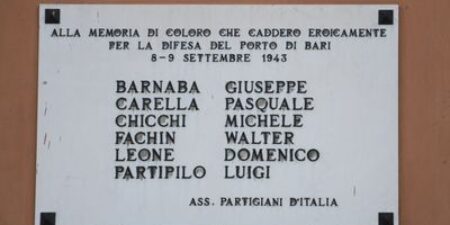 ALLA MEMORIA DI COLORO CHE CADDERO EROICAMENTE
PER LA DIFESA DEL PORTO DI BARI
8-9 SETTEMBRE 1943
BARNABA GIUSEPPE
CARELLA PASQUALE
CHICCHI MICHELE
FACHIN WALTER
LEONE DOMENICO
PARTIPILO LUIGI
ASS. PARTIGIANI D'ITALIA